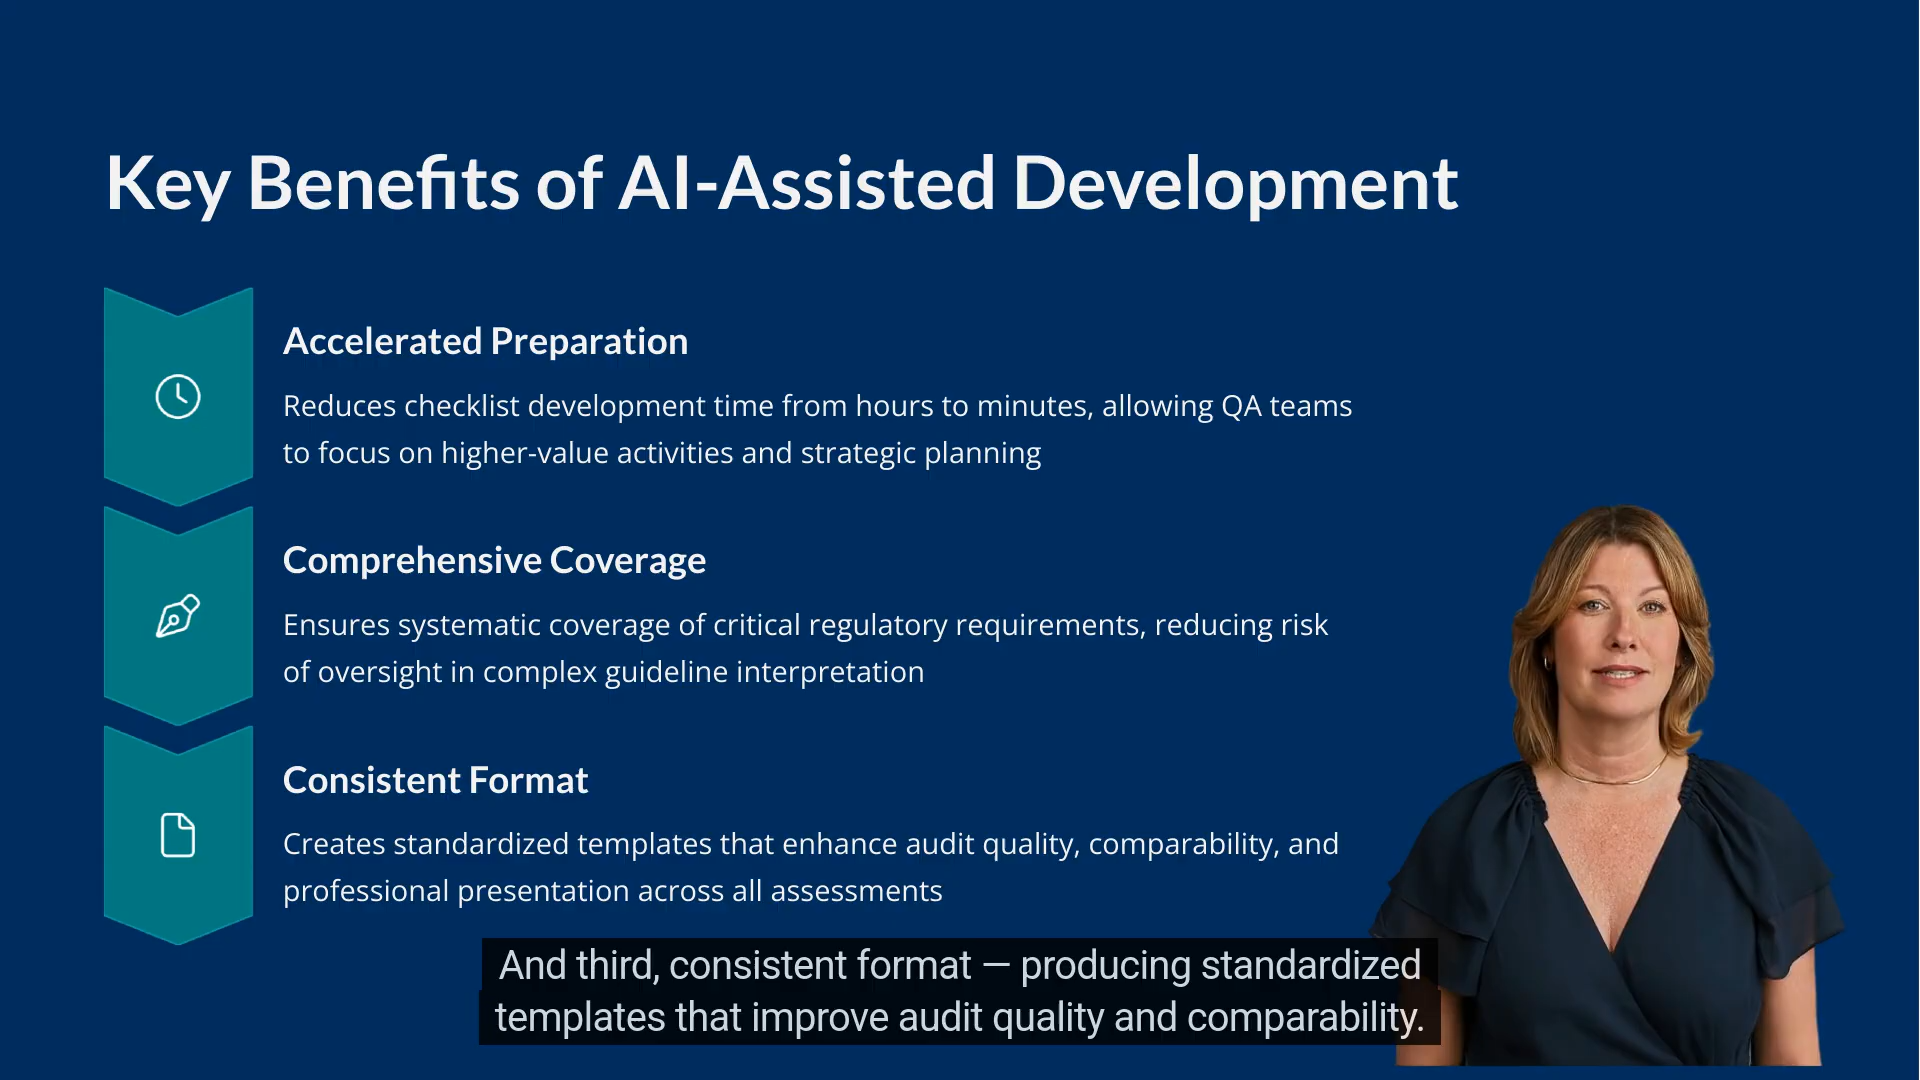 Key Benefits of AI-Assisted Development
Accelerated Preparation
Reduces checklist development time from hours to minutes, allowing QA teams
to focus on higher-value activities and strategic planning
Comprehensive Coverage
Ensures systematic coverage of critical regulatory requirements, reducing risk
of oversight in complex guideline interpretation
Consistent Format
Creates standardized templates that enhance audit quality, comparability, and
professional presentation across all assessments
And third, consistent format — producing standardized
templates that improve audit quality and comparability.